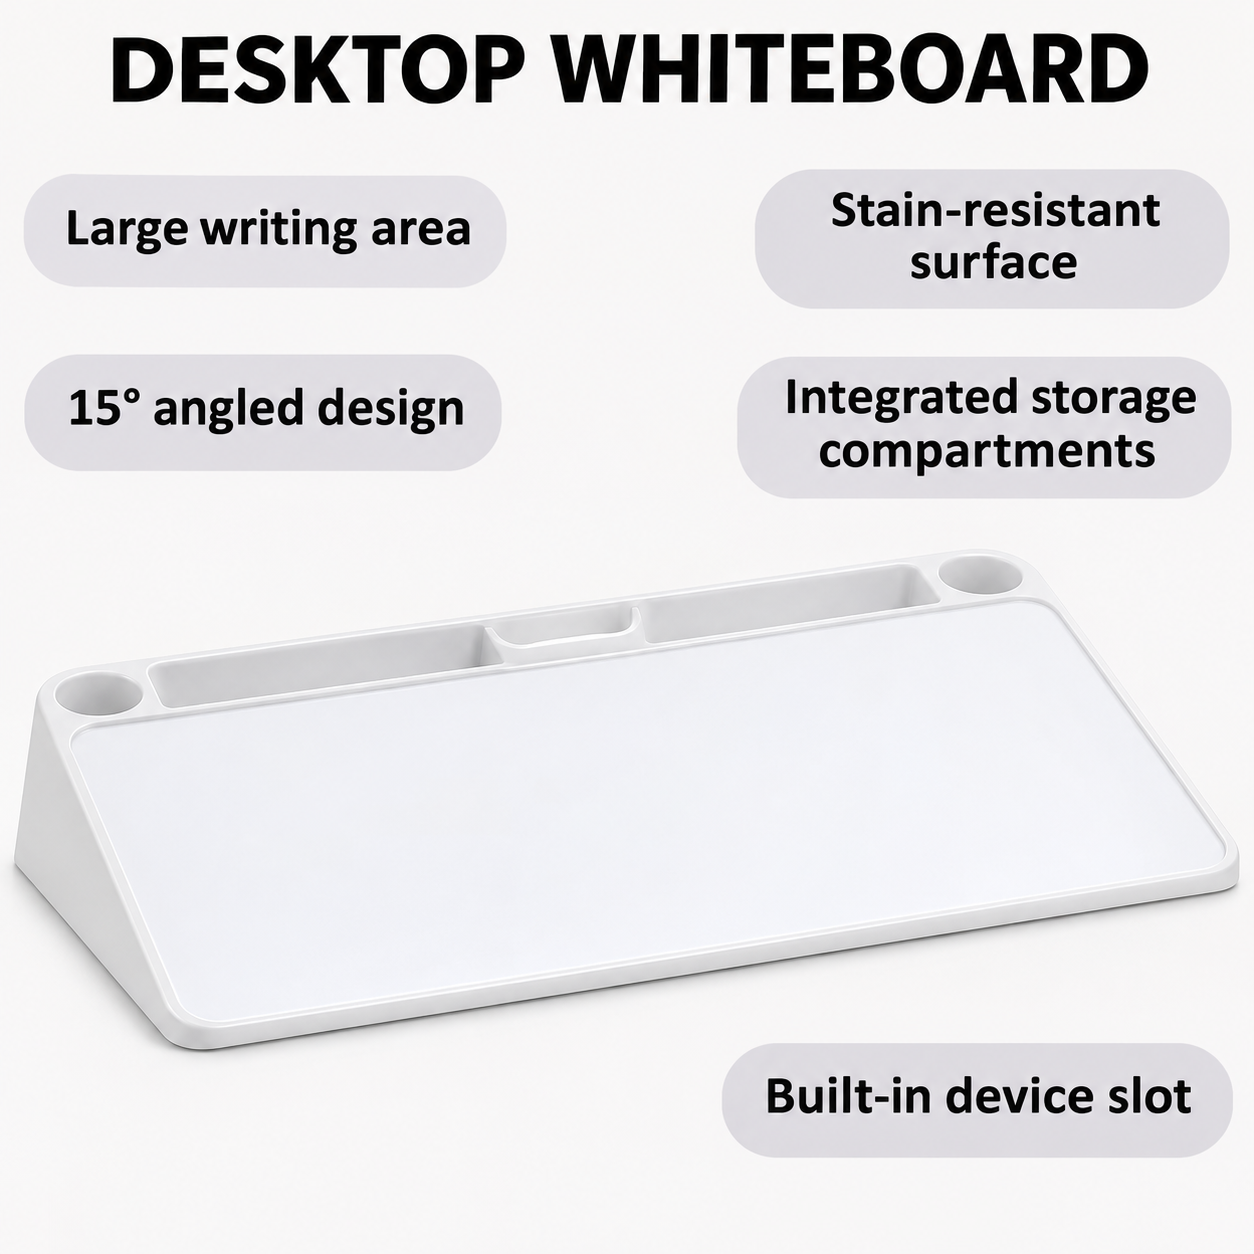 DESKTOP WHITEBOARD
Large writing area
Stain-resistant
surface
15° angled design
Integrated storage
compartments
Built-in device slot